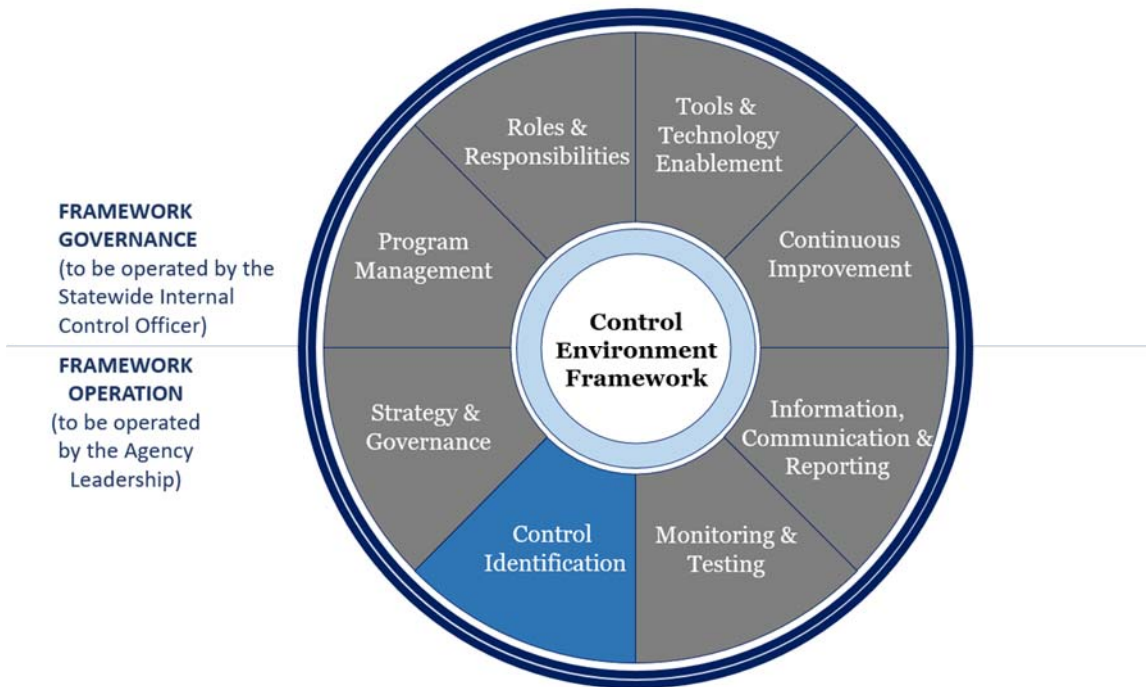 Roles &
Responsibilities
Tools &
Technology
Enablement
FRAMEWORK
GOVERNANCE
(to be operated by the
Statewide Internal
Control Officer)
Program
Management
Continuous
Improvement
Control
Environment
Framework
FRAMEWORK
OPERATION
(to be operated
by the Agency
Leadership)
Strategy &
Governance
Information,
Communication &
Reporting
Control
Identification
Monitoring &
Testing